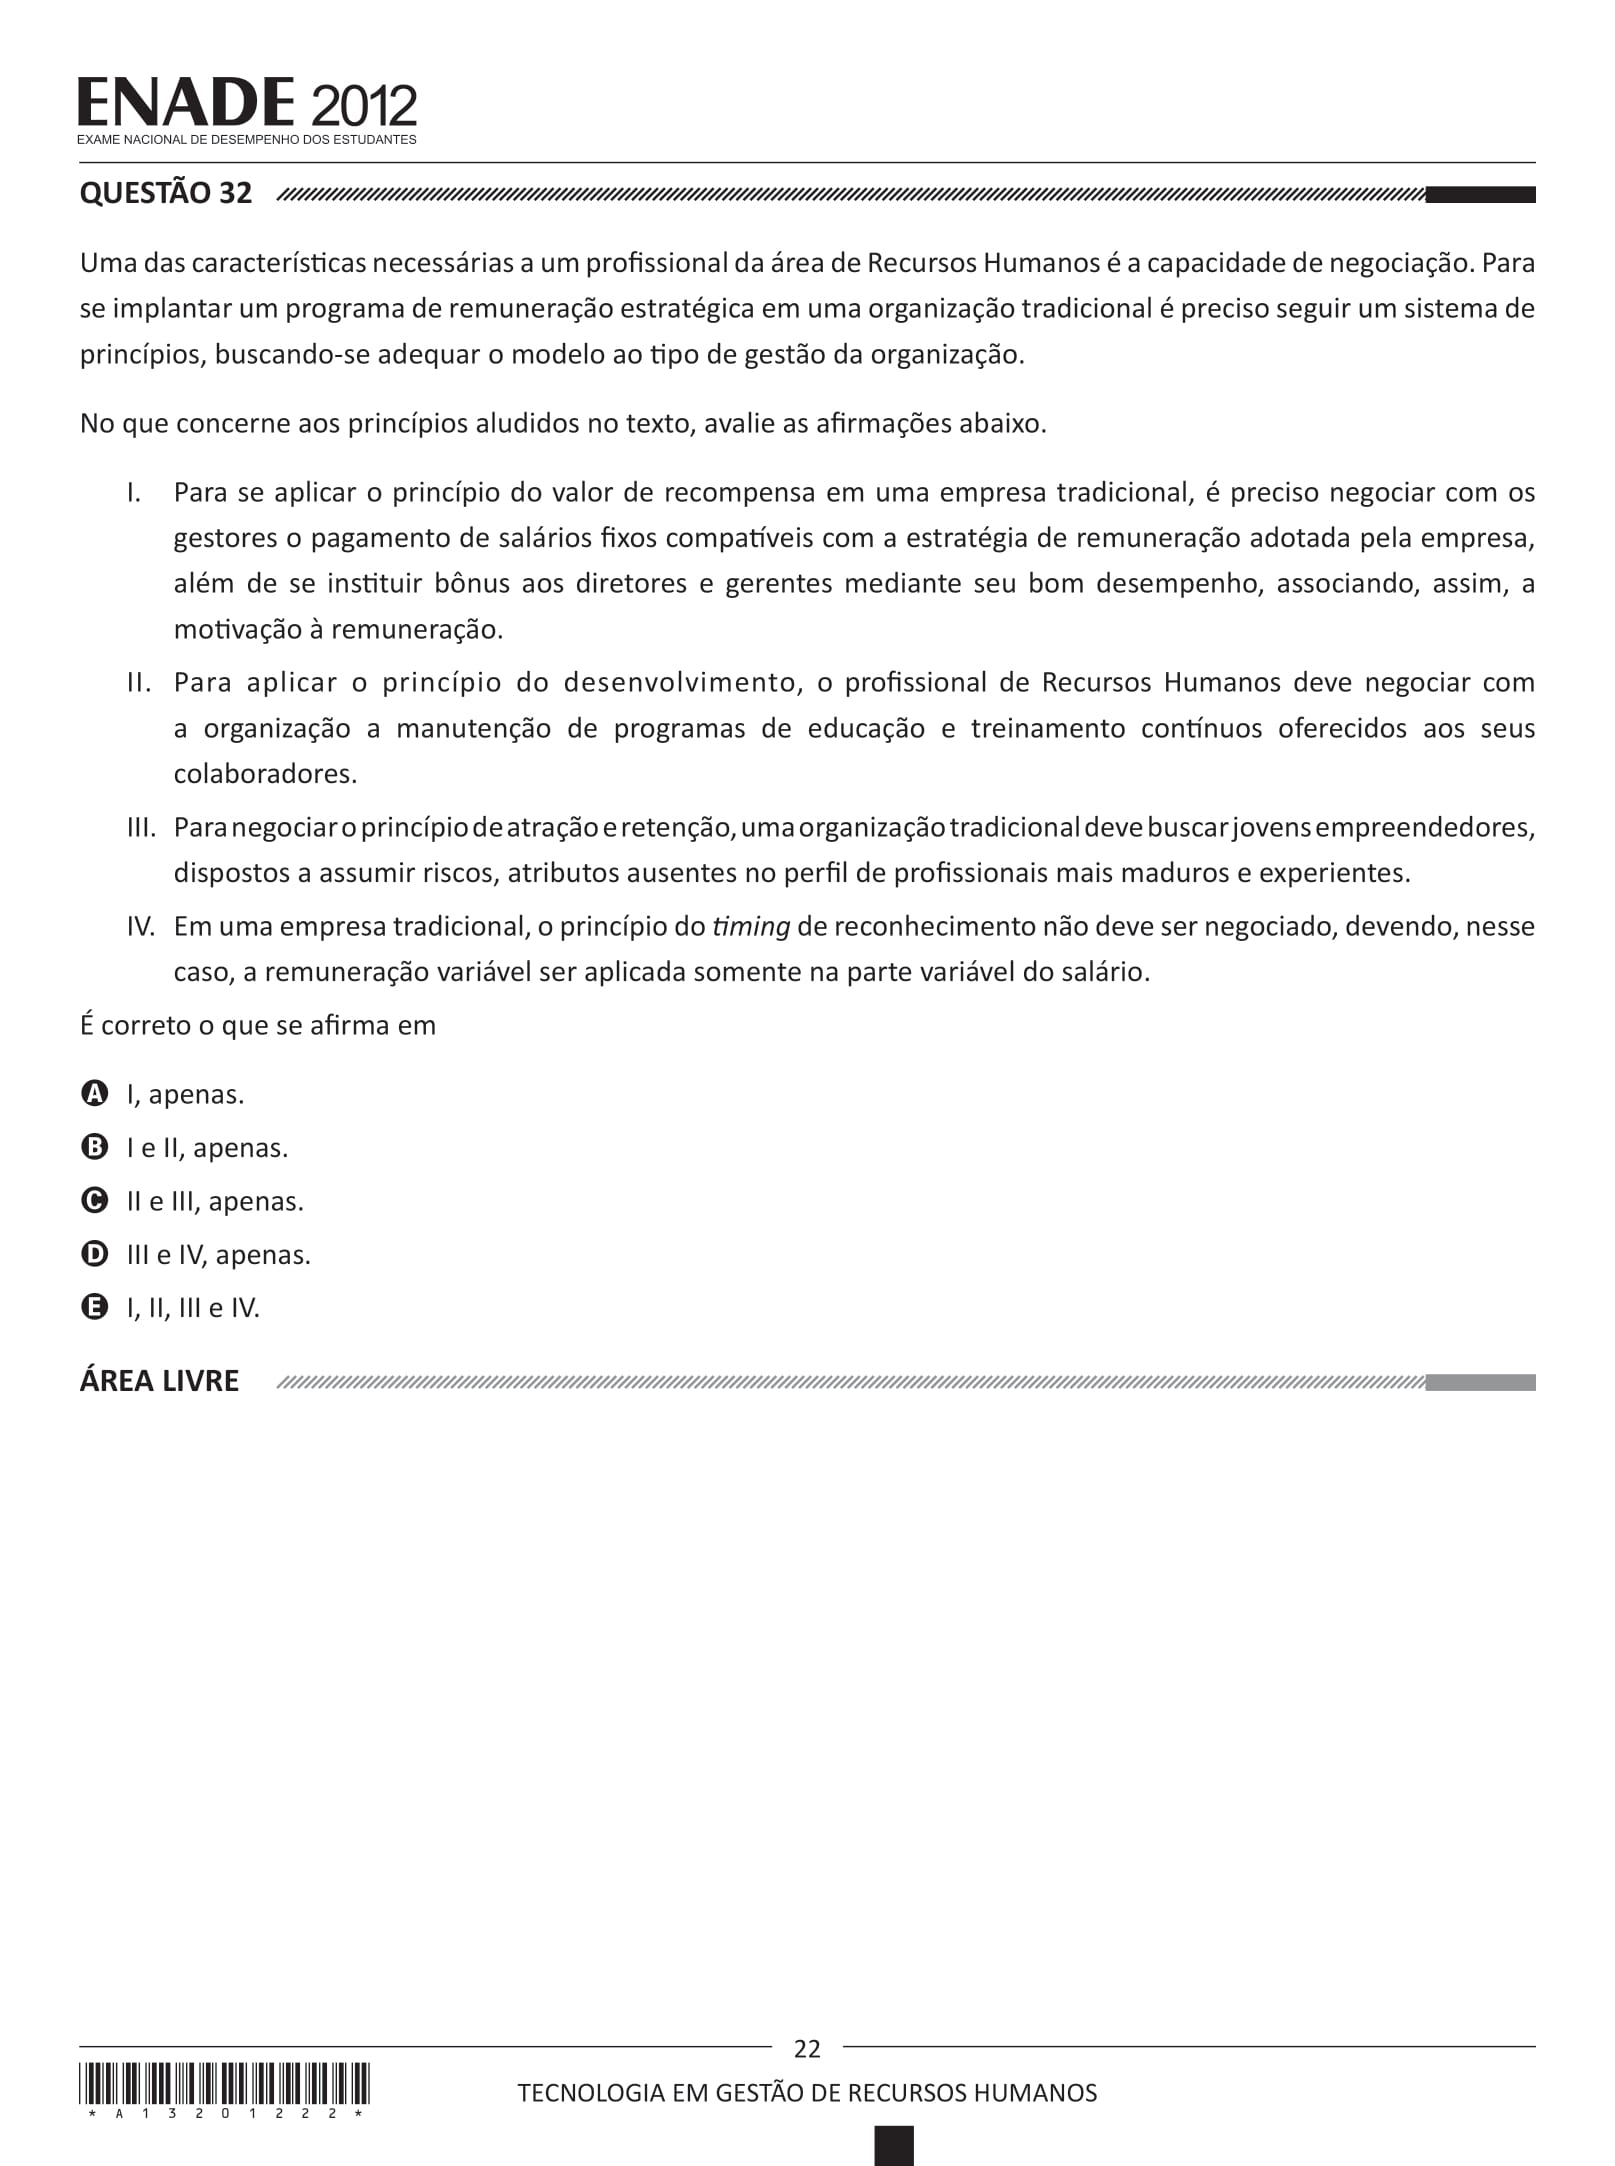 ENADE 2012
EXAME NACIONAL DE DESEMPENHO DOS ESTUDANTES
QUESTÃO 32
Uma das características necessárias a um profissional da área de Recursos Humanos é a capacidade de negociação. Para
se implantar um programa de remuneração estratégica em uma organização tradicional é preciso seguir um sistema de
princípios, buscando-se adequar o modelo ao tipo de gestão da organização.
No que concerne aos princípios aludidos no texto, avalie as afirmações abaixo.
I. Para se aplicar o princípio do valor de recompensa em uma empresa tradicional, é preciso negociar com os
gestores o pagamento de salários fixos compatíveis com a estratégia de remuneração adotada pela empresa,
além de se instituir bônus aos diretores e gerentes mediante seu bom desempenho, associando, assim, a
motivação à remuneração.
II. Para aplicar o princípio do desenvolvimento, o profissional de Recursos Humanos deve negociar com
a organização a manutenção de programas de educação e treinamento contínuos oferecidos aos seus
colaboradores.
III. Para negociar o princípio de atração e retenção, uma organização tradicional deve buscar jovens empreendedores,
dispostos a assumir riscos, atributos ausentes no perfil de profissionais mais maduros e experientes.
IV. Em uma empresa tradicional, o princípio do timing de reconhecimento não deve ser negociado, devendo, nesse
caso, a remuneração variável ser aplicada somente na parte variável do salário.
É correto o que se afirma em
A I, apenas.
B I e II, apenas.
C II e III, apenas.
D III e IV, apenas.
E I, II, III e IV.
ÁREA LIVRE
22
TECNOLOGIA EM GESTÃO DE RECURSOS HUMANOS
* A 1 3 2 0 1 2 2 2 *